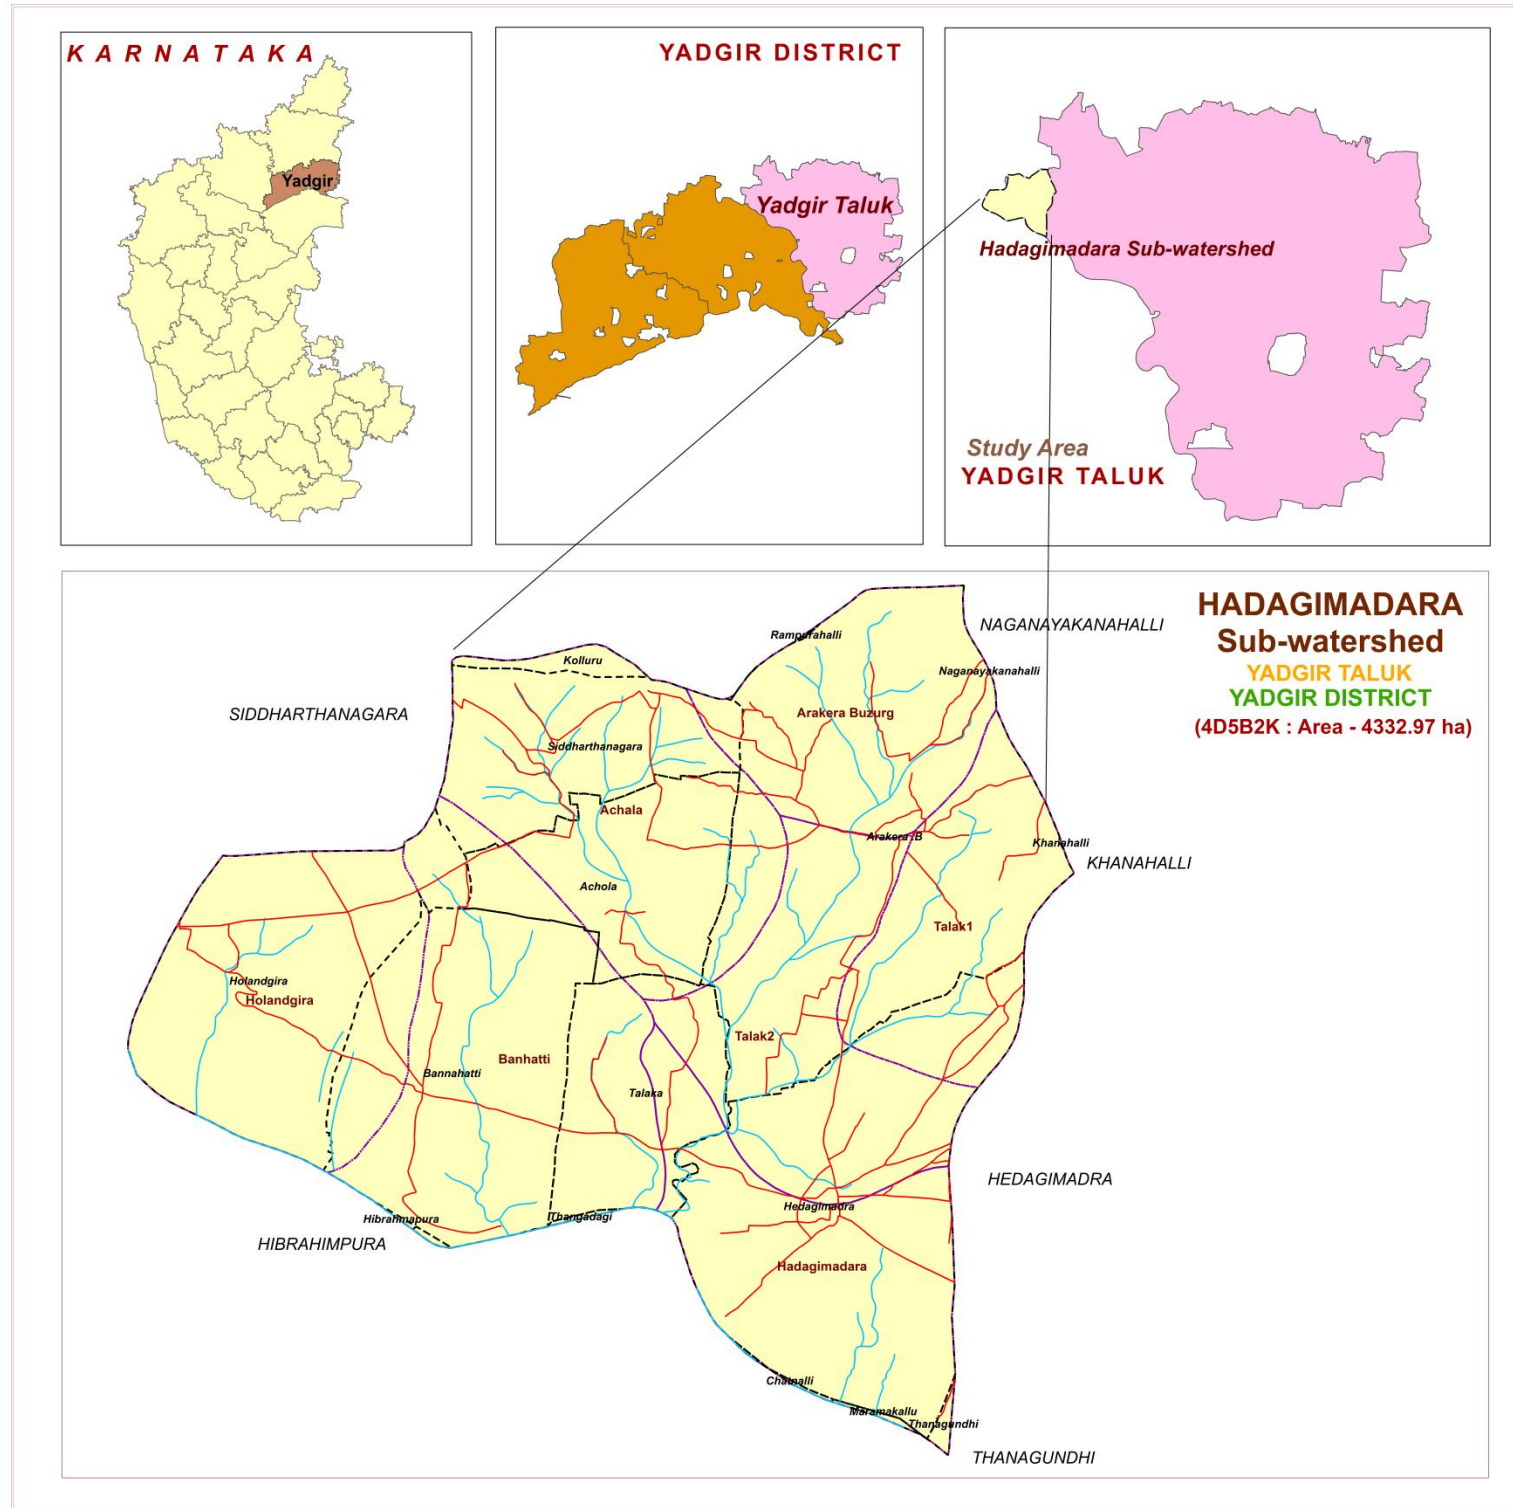 K A R N A T A K A
Yadgir
YADGIR DISTRICT
Yadgir Taluk
Hadagimadara Sub-watershed
Study Area
YADGIR TALUK
HADAGIMADARA
Sub-watershed
YADGIR TALUK
YADGIR DISTRICT
(4D5B2K : Area - 4332.97 ha)
NAGANAYAKANAHALLI
Rampurahalli
Kolluru
Naganayakanahalli
SIDDHARTHANAGARA
Arakera Buzurg
Siddharthanagara
Achala
Arakera .B
Khanahalli
KHANAHALLI
Achola
Talak1
Holandgira
Holandgira
Talak2
Banhatti
Bannahatti
Talaka
HEDAGIMADRA
Hedagimadra
Hibrahmapura
Thangadagi
HIBRAHIMPURA
Hadagimadara
Chatnalli
Maramakallu
Thanagundhi
THANAGUNDHI